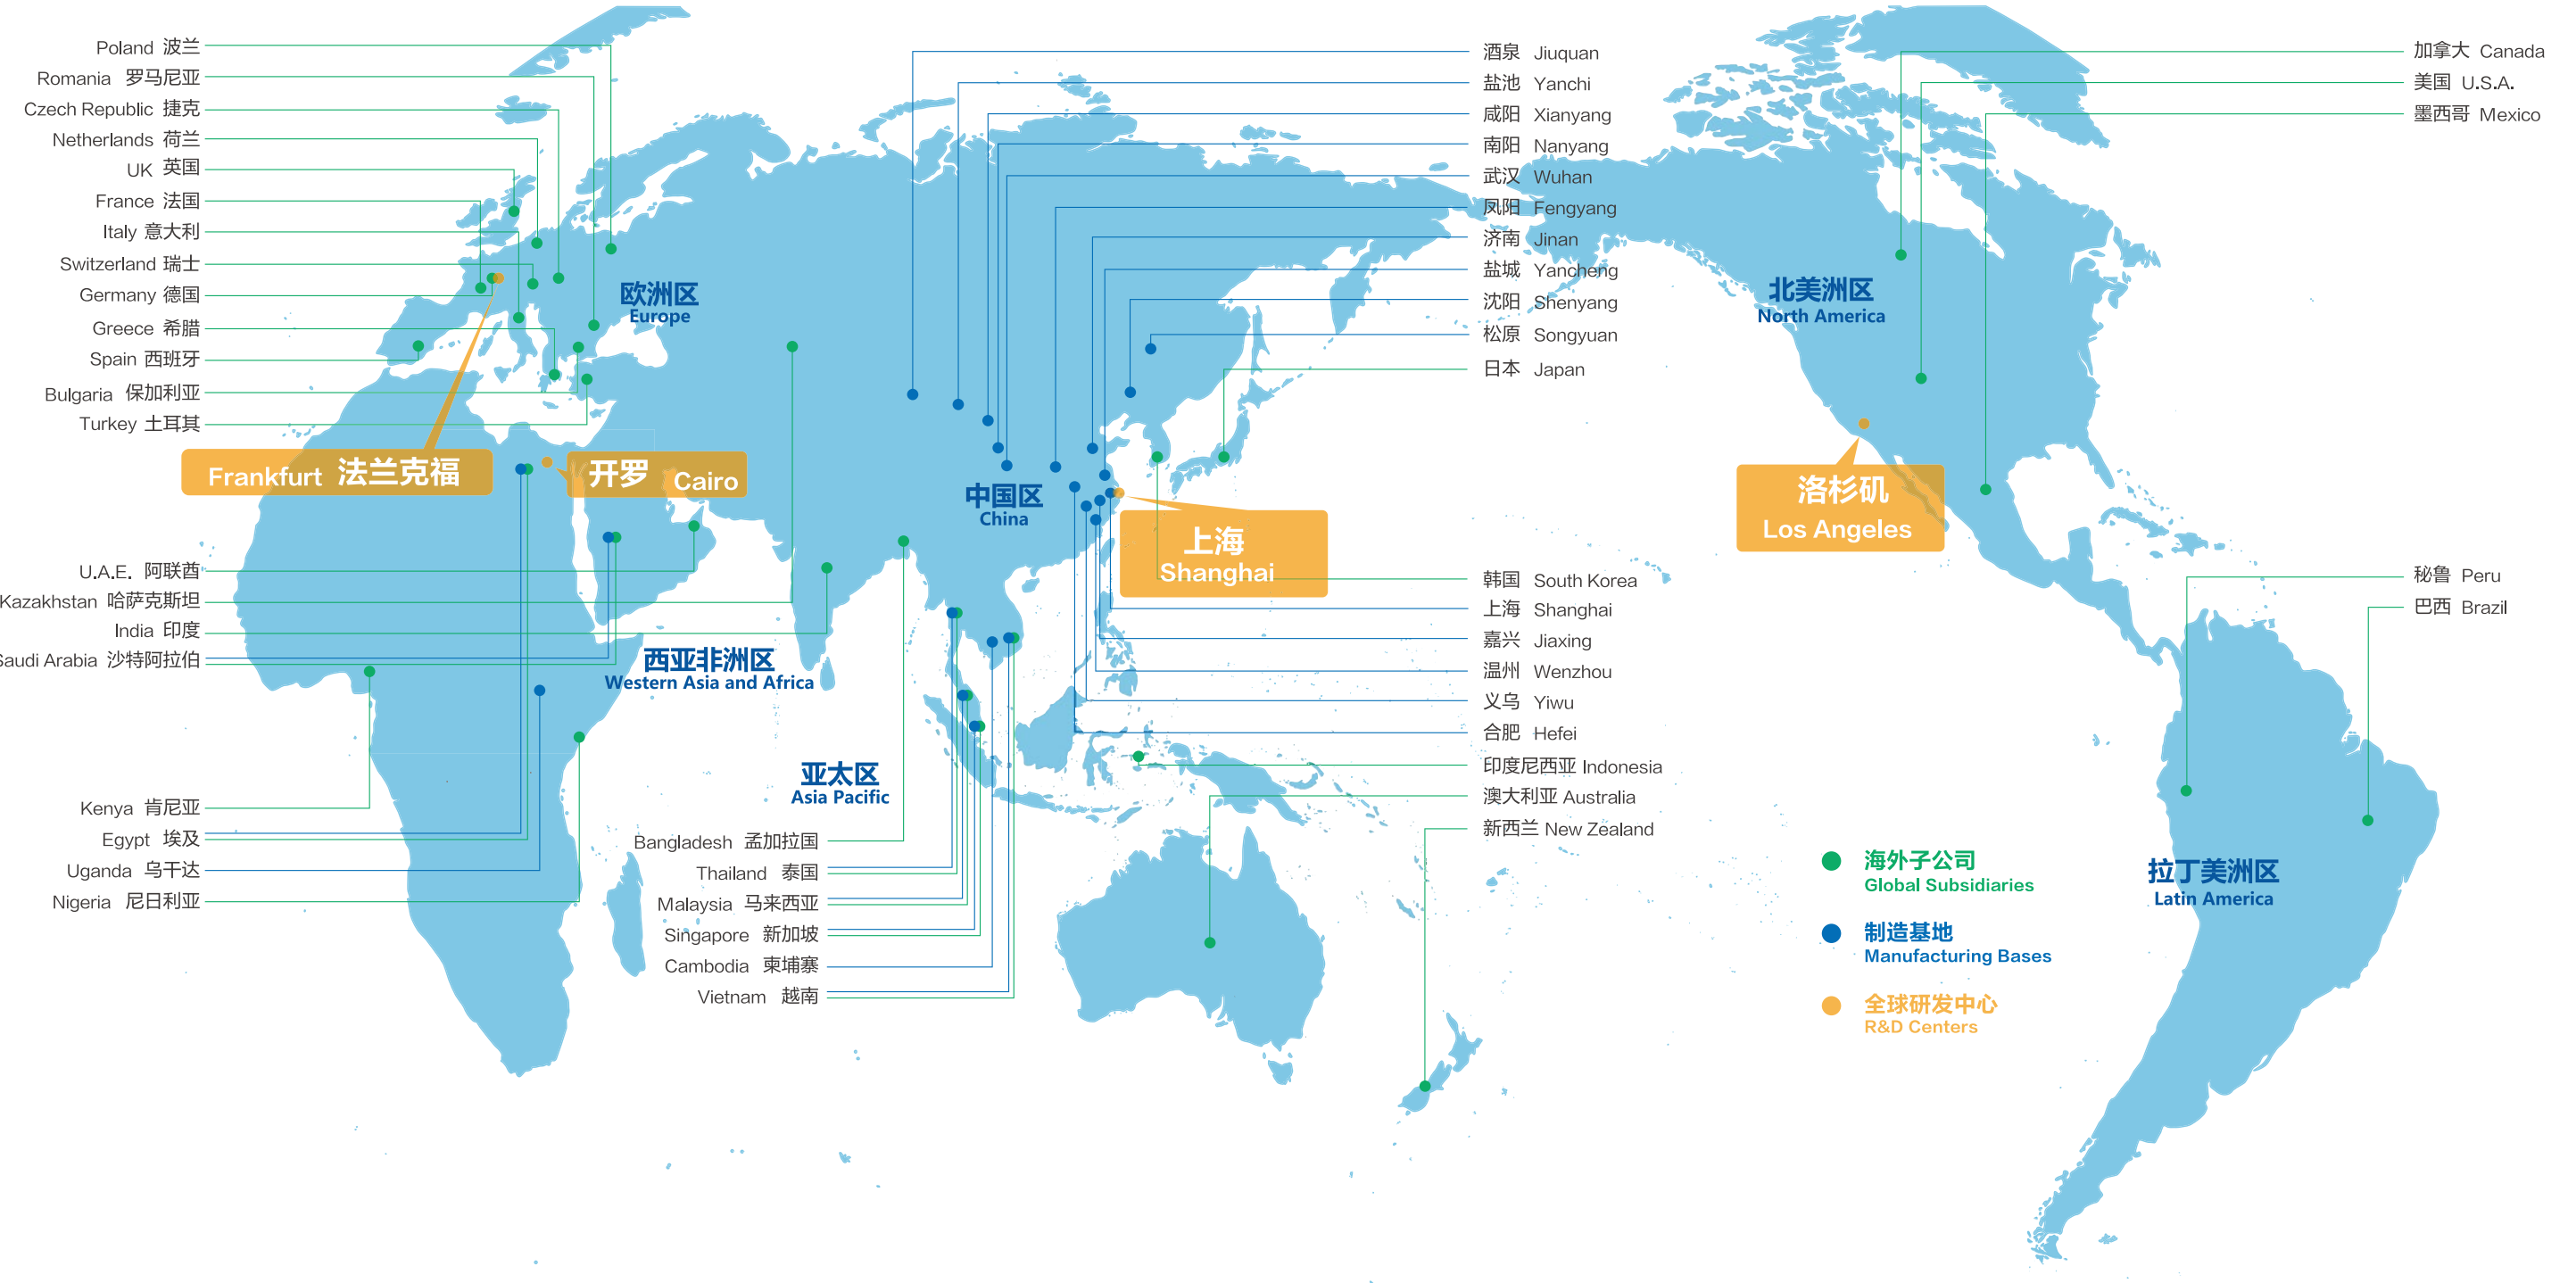 Poland 波兰
Romania 罗马尼亚
Czech Republic 捷克
Netherlands 荷兰
UK 英国
France 法国
Italy 意大利
Switzerland 瑞士
Germany 德国
Greece 希腊
Spain 西班牙
Bulgaria 保加利亚
Turkey 土耳其
Frankfurt 法兰克福
开罗 Cairo
U.A.E. 阿联酋
Kazakhstan 哈萨克斯坦
India 印度
Saudi Arabia 沙特阿拉伯
Kenya 肯尼亚
Egypt 埃及
Uganda 乌干达
Nigeria 尼日利亚
欧洲区
Europe
西亚非洲区
Western Asia and Africa
亚太区
Asia Pacific
Bangladesh 孟加拉国
Thailand 泰国
Malaysia 马来西亚
Singapore 新加坡
Cambodia 柬埔寨
Vietnam 越南
中国区
China
上海
Shanghai
酒泉 Jiuquan
盐池 Yanchi
咸阳 Xianyang
南阳 Nanyang
武汉 Wuhan
凤阳 Fengyang
济南 Jinan
盐城 Yancheng
沈阳 Shenyang
松原 Songyuan
日本 Japan
韩国 South Korea
上海 Shanghai
嘉兴 Jiaxing
温州 Wenzhou
义乌 Yiwu
合肥 Hefei
印度尼西亚 Indonesia
澳大利亚 Australia
新西兰 New Zealand
北美洲区
North America
洛杉矶
Los Angeles
加拿大 Canada
美国 U.S.A.
墨西哥 Mexico
秘鲁 Peru
巴西 Brazil
拉丁美洲区
Latin America
海外子公司
Global Subsidiaries
制造基地
Manufacturing Bases
全球研发中心
R&D Centers